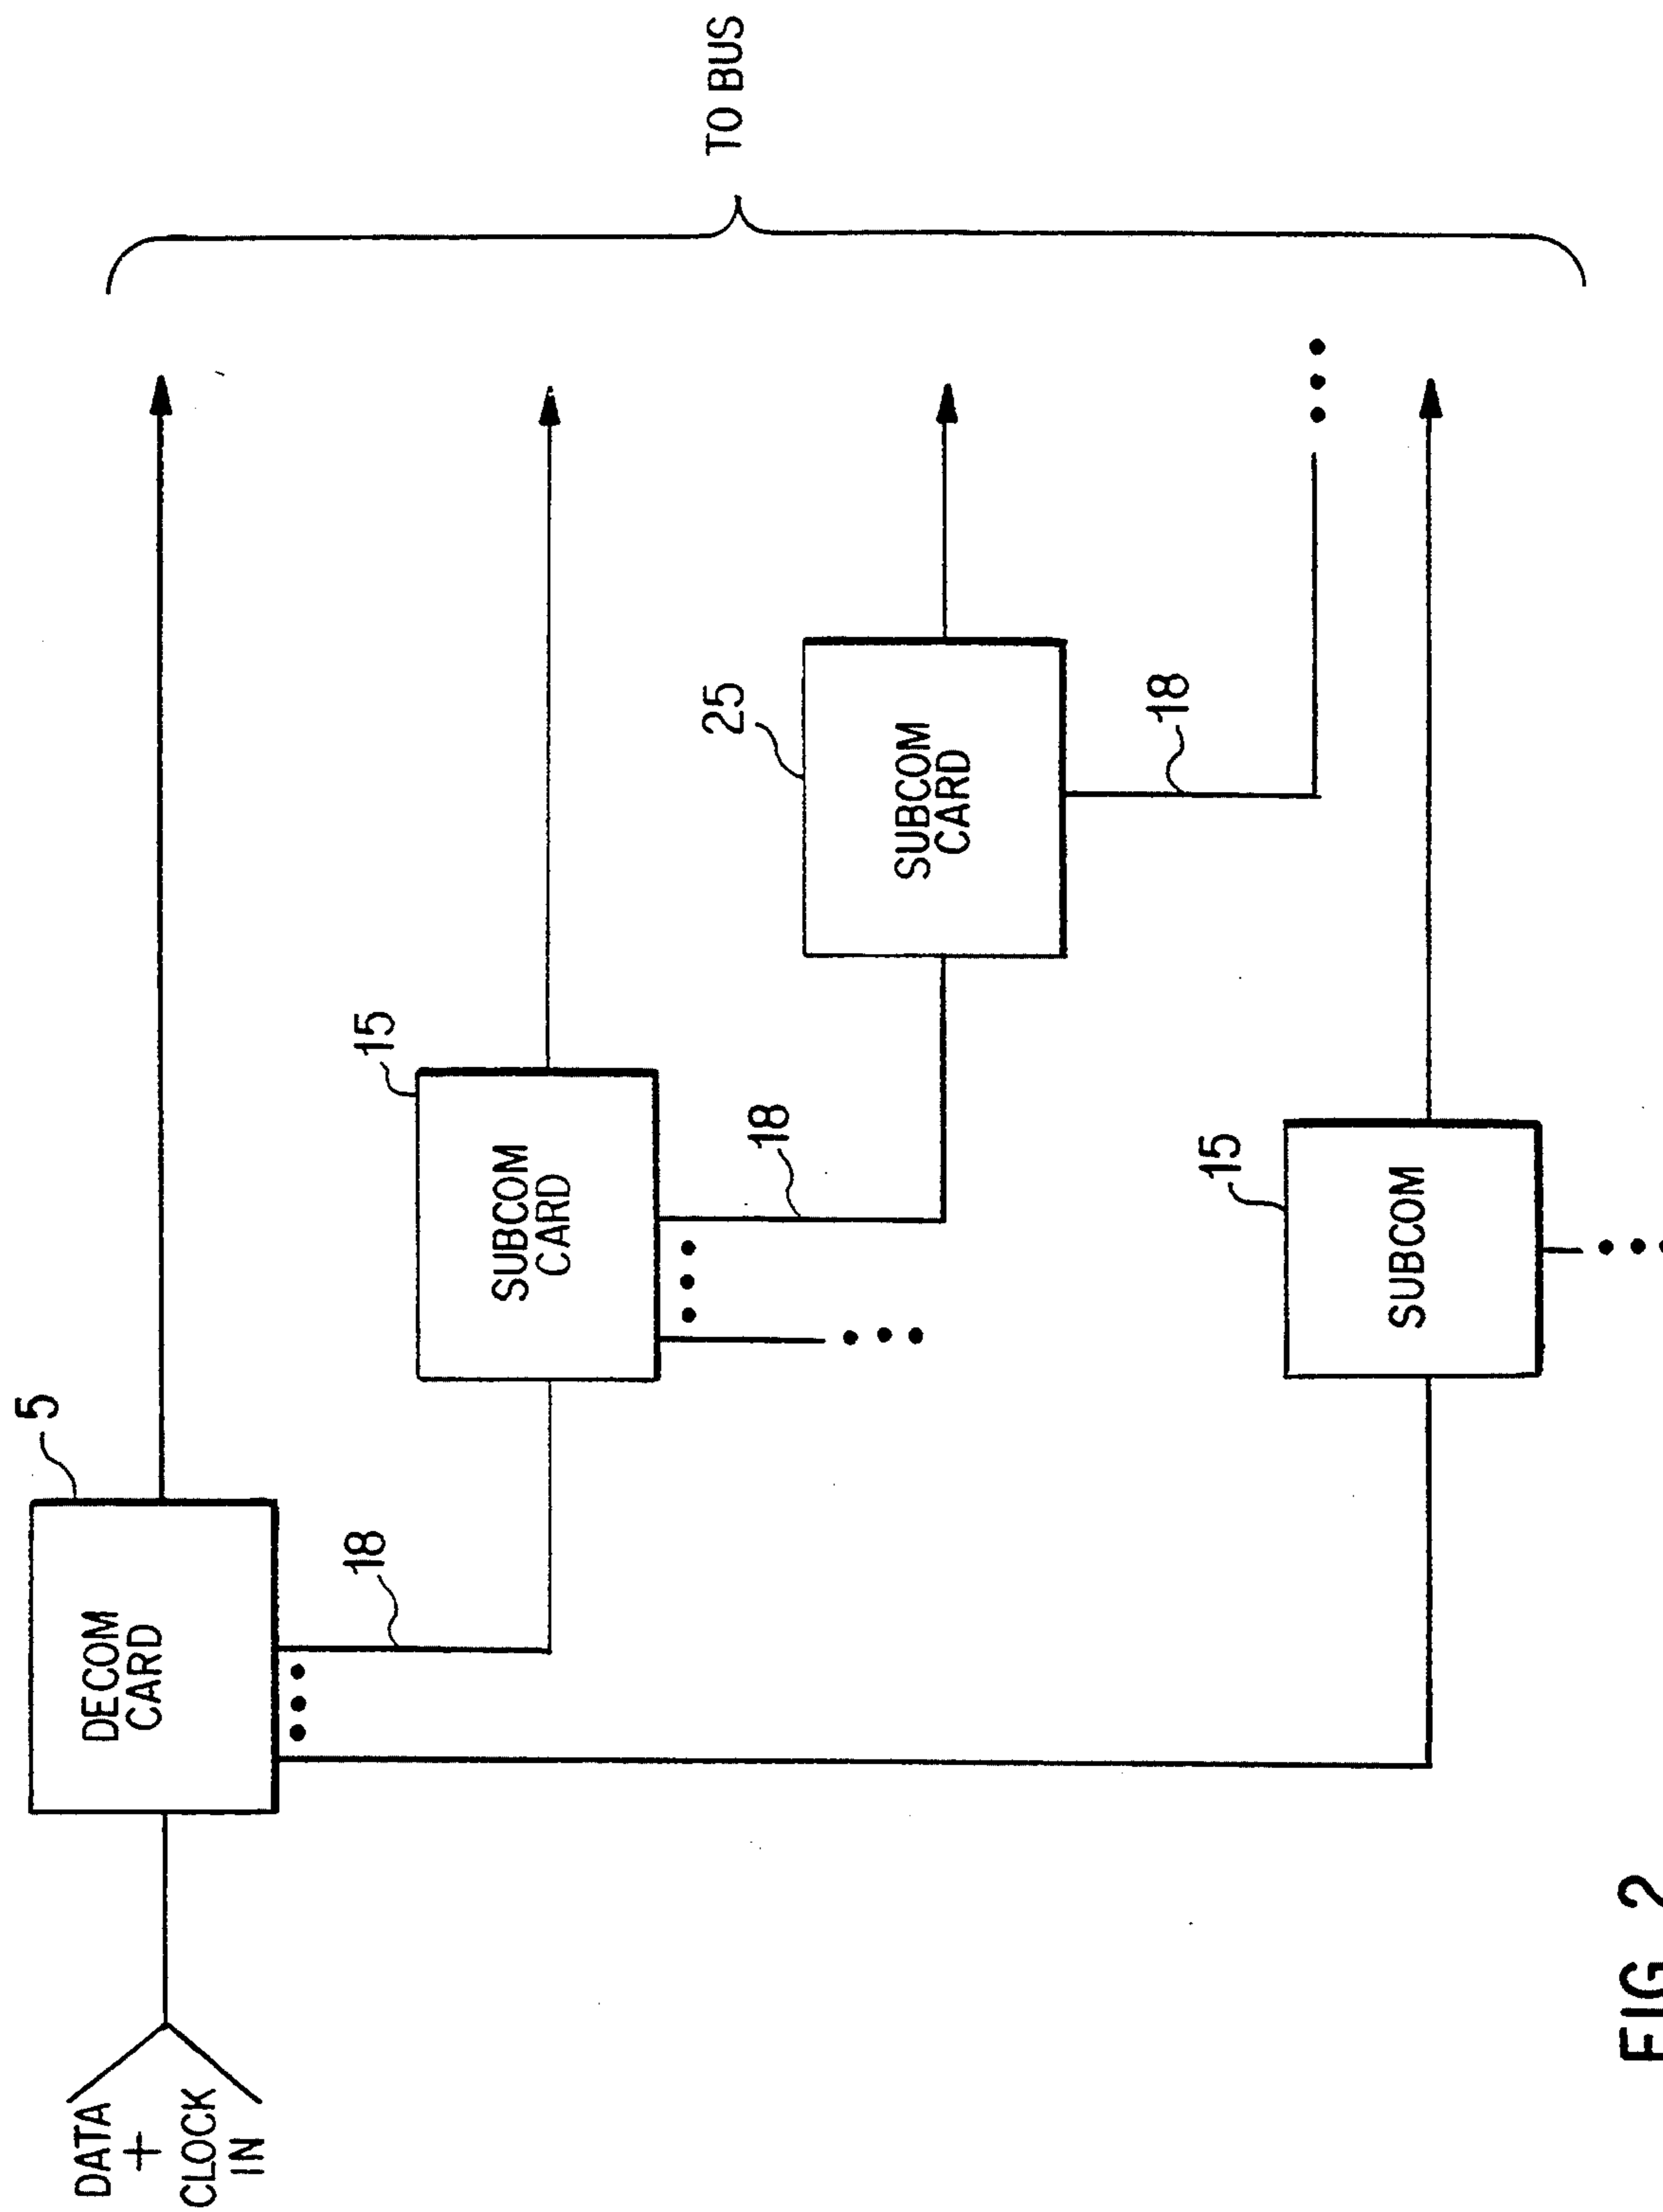 DATA
+
CLOCK
IN
DECOM
CARD
5
18
SUBCOM
CARD
15
18
SUBCOM
CARD
25
18
SUBCOM
15
TO BUS
FIG 2